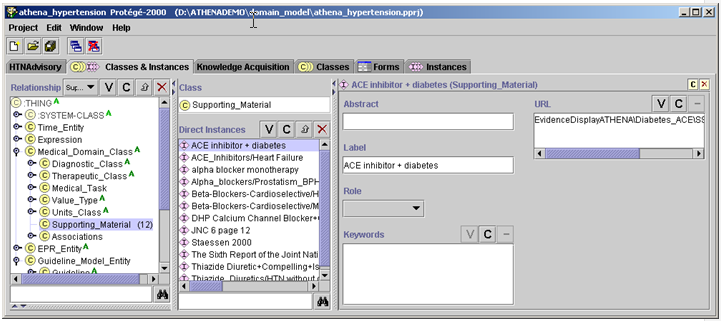 athena_hypertension Protégé-2000 (D:\ATHENADEMO\domain_model\athena_hypertension.pprj)
Project Edit Window Help
HTNAdvisory Classes & Instances Knowledge Acquisition Classes Forms Instances
Relationship Sup... V C
:THING A
:SYSTEM-CLASS A
Time_Entity
Expression
Medical_Domain_Class
Diagnostic_Class A
Therapeutic_Class A
Medical_Task
Value_Type A
Units_Class A
Supporting_Material (12)
Associations
EPR_Entity A
Guideline_Model_Entity
Guideline A
Class
Supporting_Material
Direct Instances V C
ACE inhibitor + diabetes
ACE_Inhibitors/Heart Failure
alpha blocker monotherapy
Alpha_blockers/Prostatism_BPH
Beta-Blockers-Cardioselective/H
Beta-Blockers-Cardioselective/M
DHP Calcium Channel Blocker+
JNC 6 page 12
Staessen 2000
The Sixth Report of the Joint Nati
Thiazide Diuretic+Compelling+Is
Thiazide_Diuretics/HTN without
ACE inhibitor + diabetes (Supporting_Material) C X
Abstract
Label
ACE inhibitor + diabetes
Role
Keywords V C
URL V C
EvidenceDisplayATHENA\Diabetes_ACE\SS